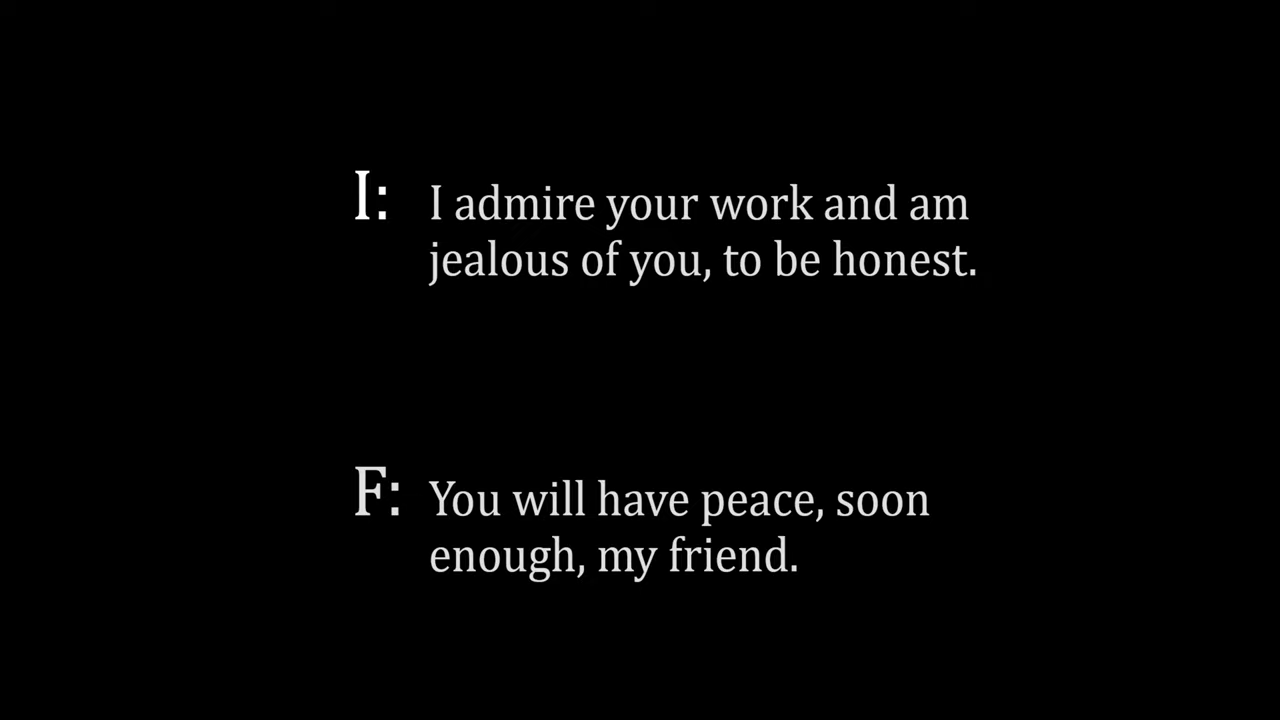 I: I admire your work and am
jealous of you, to be honest.
F: You will have peace, soon
enough, my friend.